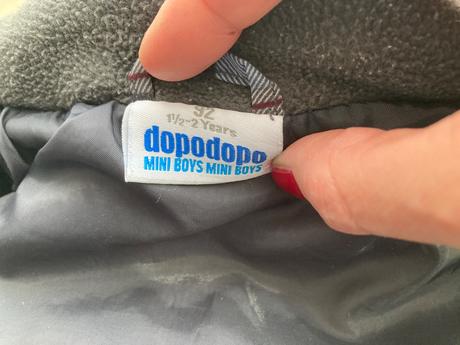 92
1½-2 Years
dopodopo
MINI BOYS MINI BOYS